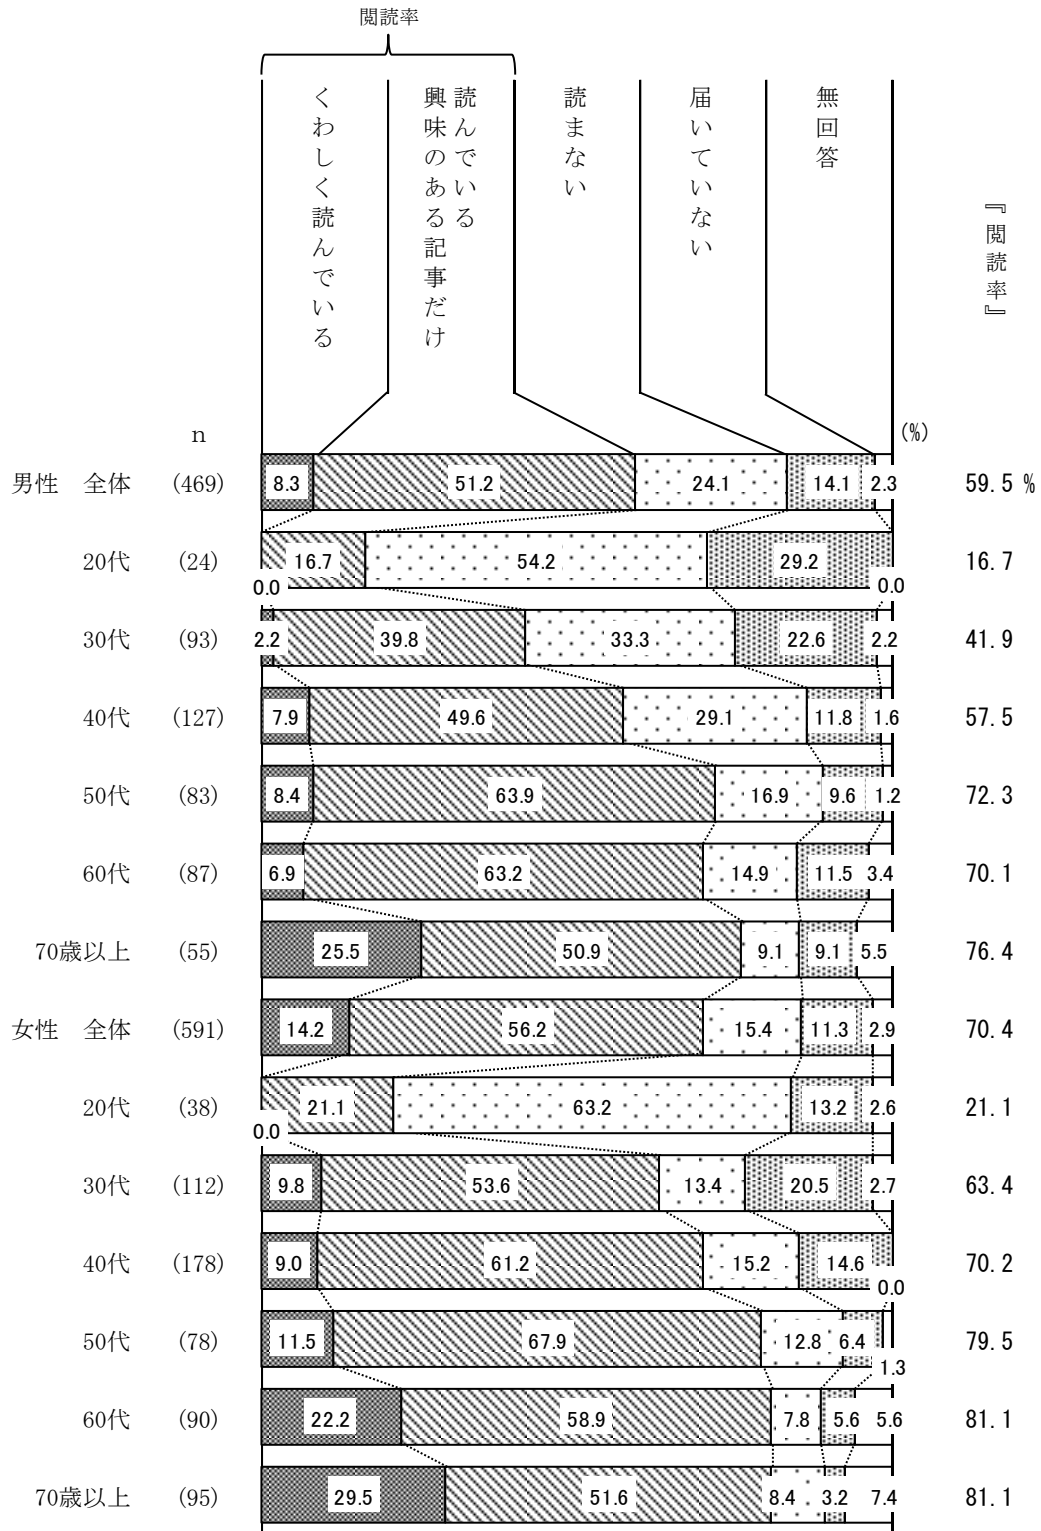 閲読率
くわしく読んでいる
興味のある記事だけ
読んでいる
読まない
届いていない
無回答
『閲読率』
n
(%)
男性 全体 (469) 8.3 51.2 24.1 14.1 2.3 59.5 %
20代 (24) 0.0 16.7 54.2 29.2 0.0 16.7
30代 (93) 2.2 39.8 33.3 22.6 2.2 41.9
40代 (127) 7.9 49.6 29.1 11.8 1.6 57.5
50代 (83) 8.4 63.9 16.9 9.6 1.2 72.3
60代 (87) 6.9 63.2 14.9 11.5 3.4 70.1
70歳以上 (55) 25.5 50.9 9.1 9.1 5.5 76.4
女性 全体 (591) 14.2 56.2 15.4 11.3 2.9 70.4
20代 (38) 0.0 21.1 63.2 13.2 2.6 21.1
30代 (112) 9.8 53.6 13.4 20.5 2.7 63.4
40代 (178) 9.0 61.2 15.2 14.6 0.0 70.2
50代 (78) 11.5 67.9 12.8 6.4 1.3 79.5
60代 (90) 22.2 58.9 7.8 5.6 5.6 81.1
70歳以上 (95) 29.5 51.6 8.4 3.2 7.4 81.1